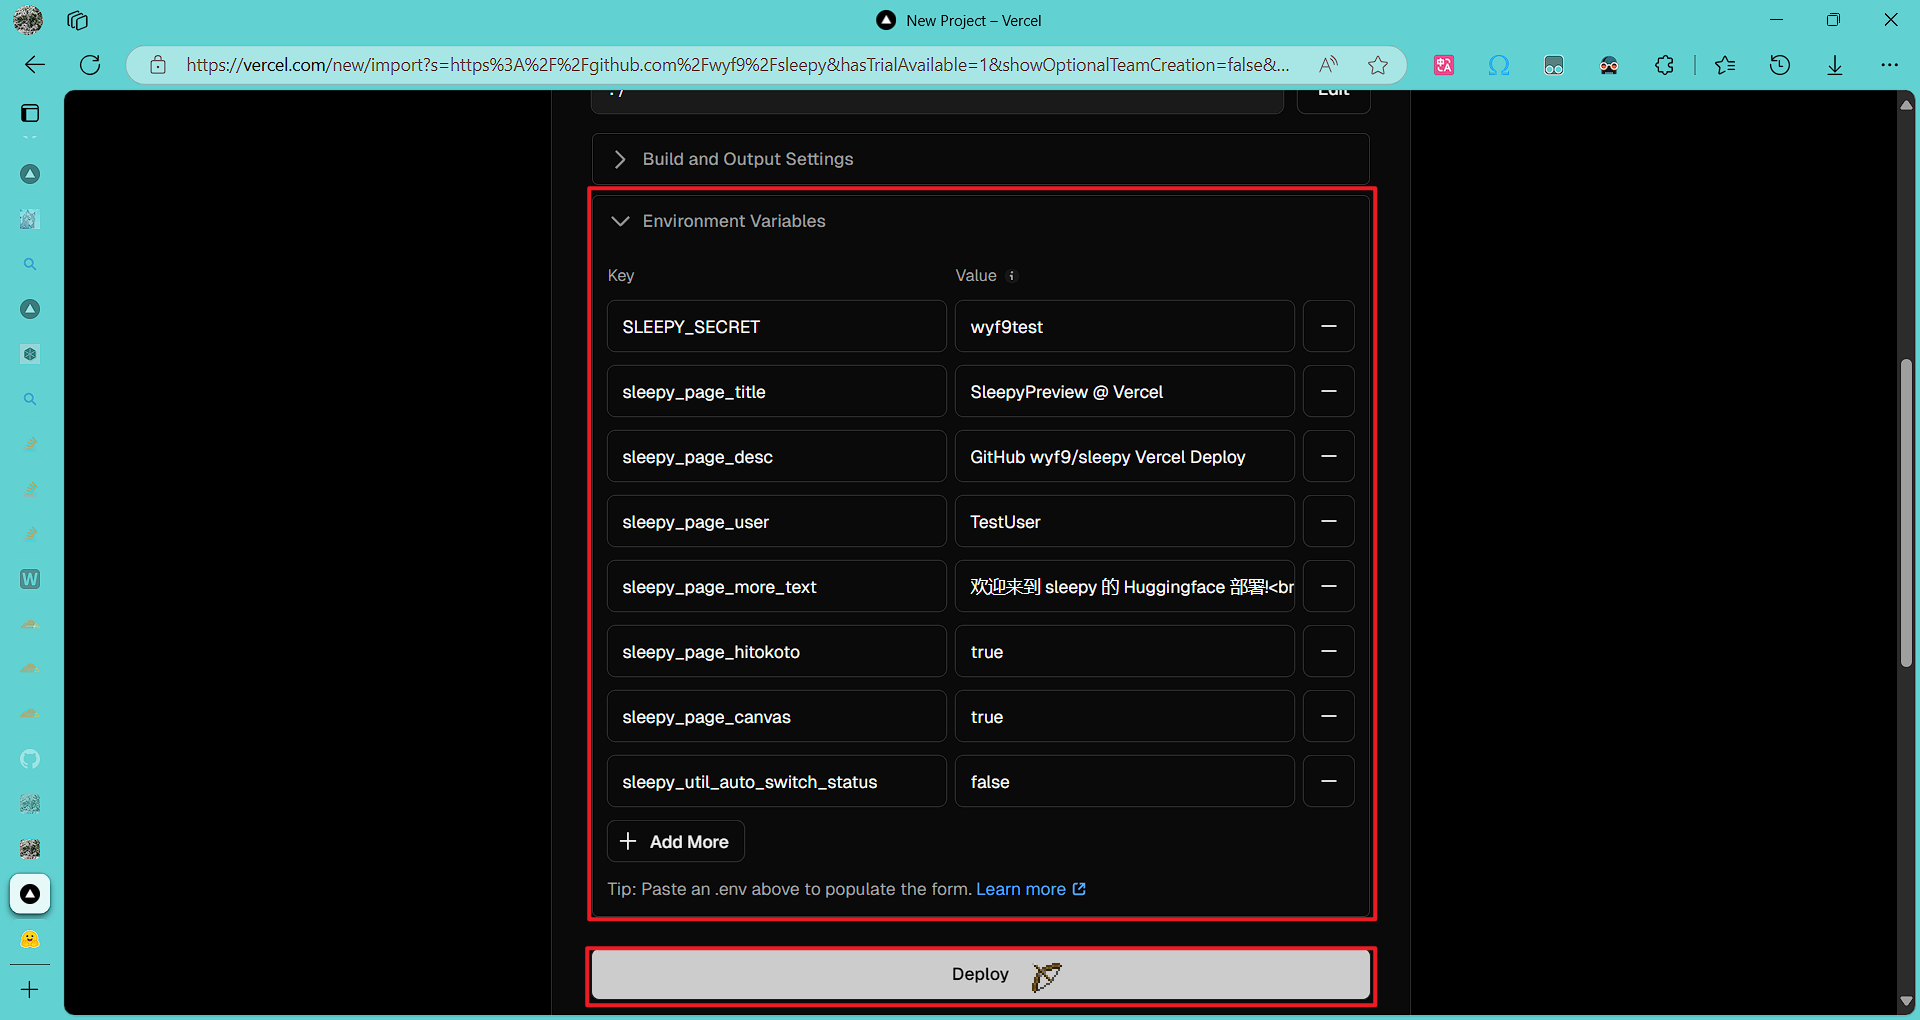 New Project – Vercel
https://vercel.com/new/import?s=https%3A%2F%2Fgithub.com%2Fwyf9%2Fsleepy&hasTrialAvailable=1&showOptionalTeamCreation=false&...
./
Edit
Build and Output Settings
Environment Variables
Key Value
SLEEPY_SECRET wyf9test
sleepy_page_title SleepyPreview @ Vercel
sleepy_page_desc GitHub wyf9/sleepy Vercel Deploy
sleepy_page_user TestUser
sleepy_page_more_text 欢迎来到 sleepy 的 Huggingface 部署!<br
sleepy_page_hitokoto true
sleepy_page_canvas true
sleepy_util_auto_switch_status false
Add More
Tip: Paste an .env above to populate the form. Learn more
Deploy